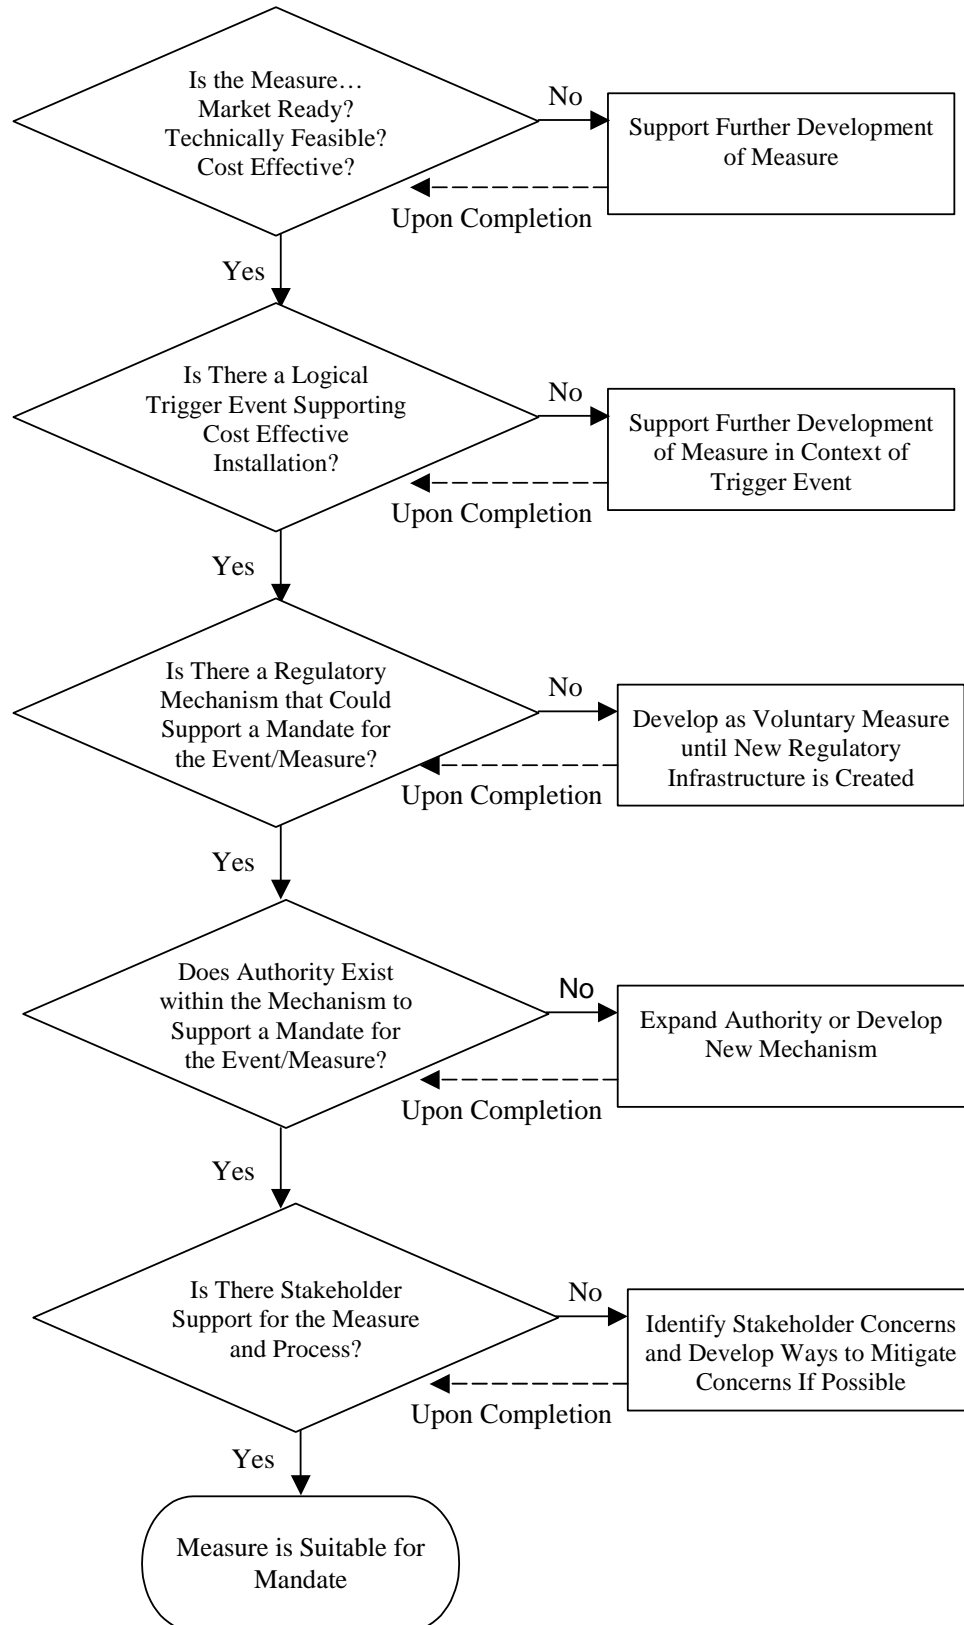 Is the Measure…
Market Ready?
Technically Feasible?
Cost Effective?
No
Support Further Development
of Measure
Upon Completion
Yes
Is There a Logical
Trigger Event Supporting
Cost Effective
Installation?
No
Support Further Development
of Measure in Context of
Trigger Event
Upon Completion
Yes
Is There a Regulatory
Mechanism that Could
Support a Mandate for
the Event/Measure?
No
Develop as Voluntary Measure
until New Regulatory
Infrastructure is Created
Upon Completion
Yes
Does Authority Exist
within the Mechanism to
Support a Mandate for
the Event/Measure?
No
Expand Authority or Develop
New Mechanism
Upon Completion
Yes
Is There Stakeholder
Support for the Measure
and Process?
No
Identify Stakeholder Concerns
and Develop Ways to Mitigate
Concerns If Possible
Upon Completion
Yes
Measure is Suitable for
Mandate